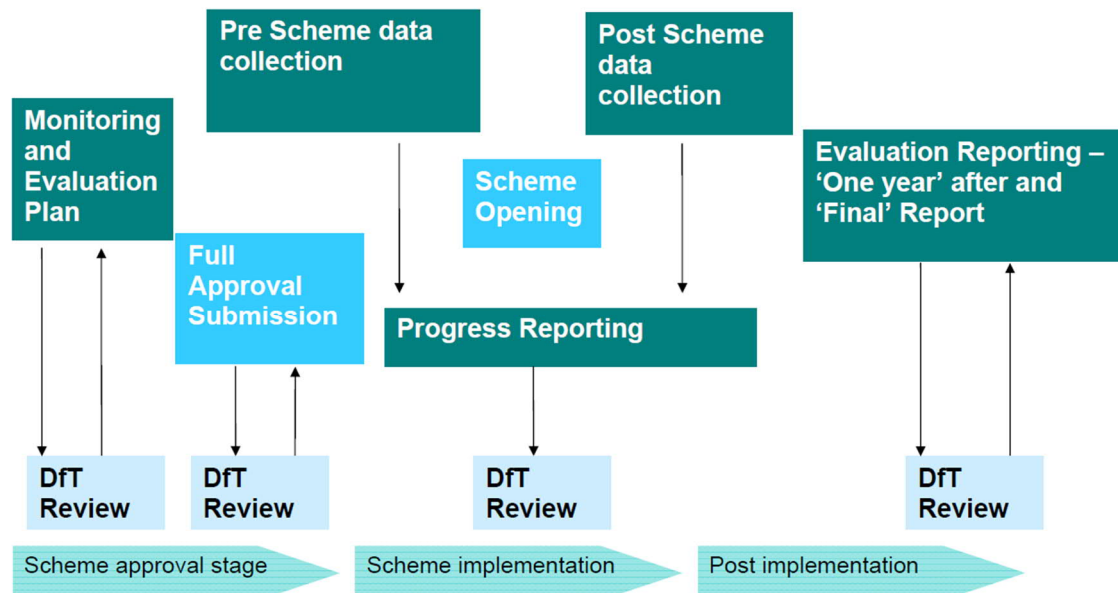 Pre Scheme data
collection
Post Scheme
data
collection
Monitoring
and
Evaluation
Plan
Evaluation Reporting –
‘One year’ after and
‘Final’ Report
Scheme
Opening
Full
Approval
Submission
Progress Reporting
DfT
Review
DfT
Review
DfT
Review
DfT
Review
Scheme approval stage
Scheme implementation
Post implementation